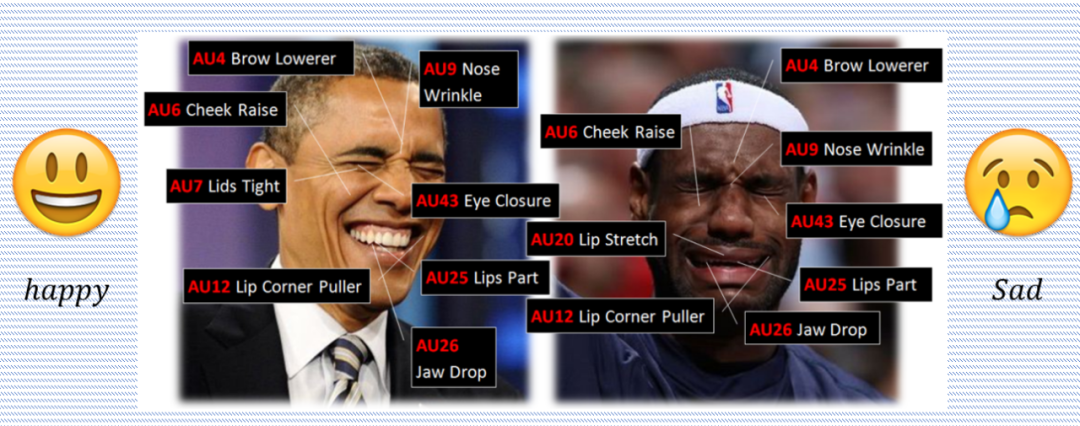 AU4 Brow Lowerer
AU9 Nose
Wrinkle
AU6 Cheek Raise
AU7 Lids Tight
AU43 Eye Closure
AU12 Lip Corner Puller
AU25 Lips Part
AU26
Jaw Drop
happy
AU4 Brow Lowerer
AU6 Cheek Raise
AU9 Nose Wrinkle
AU43 Eye Closure
AU20 Lip Stretch
AU25 Lips Part
AU12 Lip Corner Puller
AU26 Jaw Drop
Sad